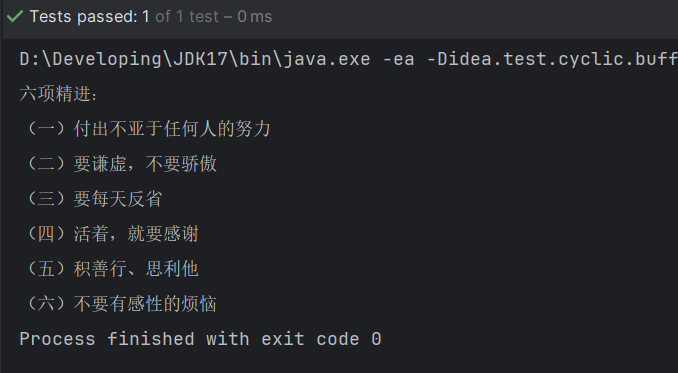 Tests passed: 1 of 1 test – 0 ms
D:\Developing\JDK17\bin\java.exe -ea -Didea.test.cyclic.buff
六项精进：
（一）付出不亚于任何人的努力
（二）要谦虚，不要骄傲
（三）要每天反省
（四）活着，就要感谢
（五）积善行、思利他
（六）不要有感性的烦恼
Process finished with exit code 0